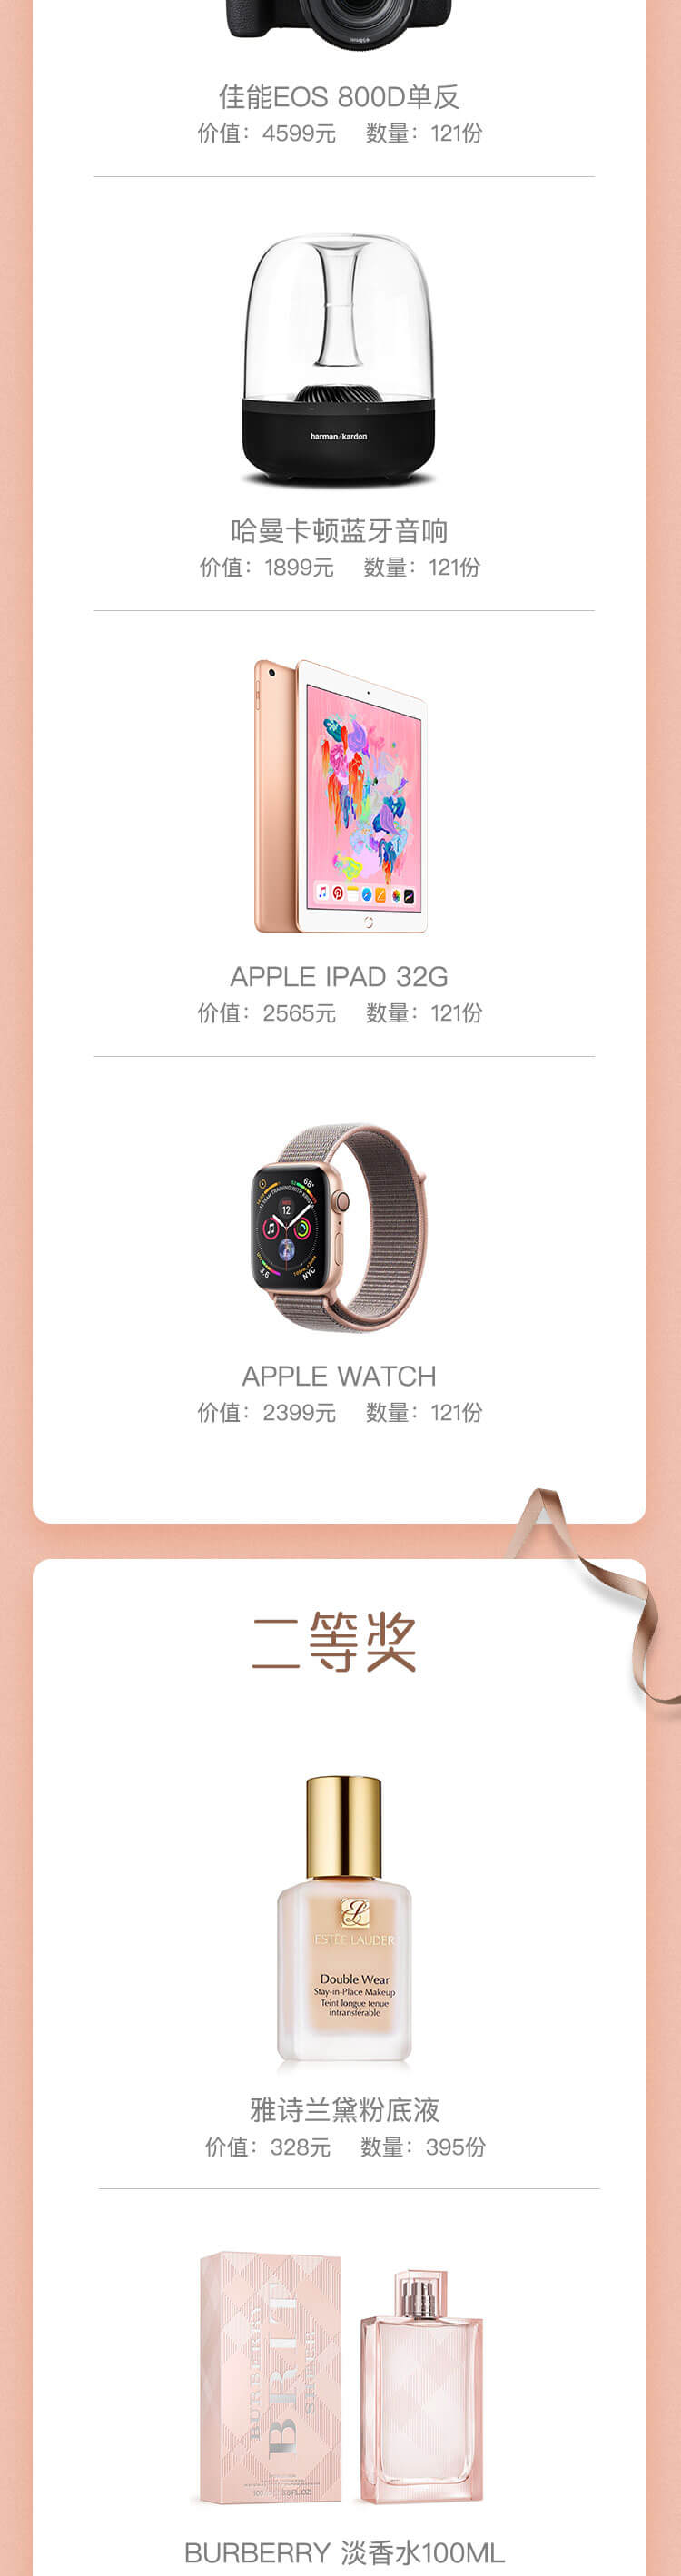 佳能EOS 800D单反
价值：4599元 数量：121份
harman/kardon
哈曼卡顿蓝牙音响
价值：1899元 数量：121份
APPLE IPAD 32G
价值：2565元 数量：121份
68°
12
3.6
NYC
APPLE WATCH
价值：2399元 数量：121份
二等奖
ESTĒE LAUDER
Double Wear
Stay-in-Place Makeup
Teint longue tenue
intransférable
雅诗兰黛粉底液
价值：328元 数量：395份
BURBERRY
BRIT
SHEER
BURBERRY 淡香水100ML